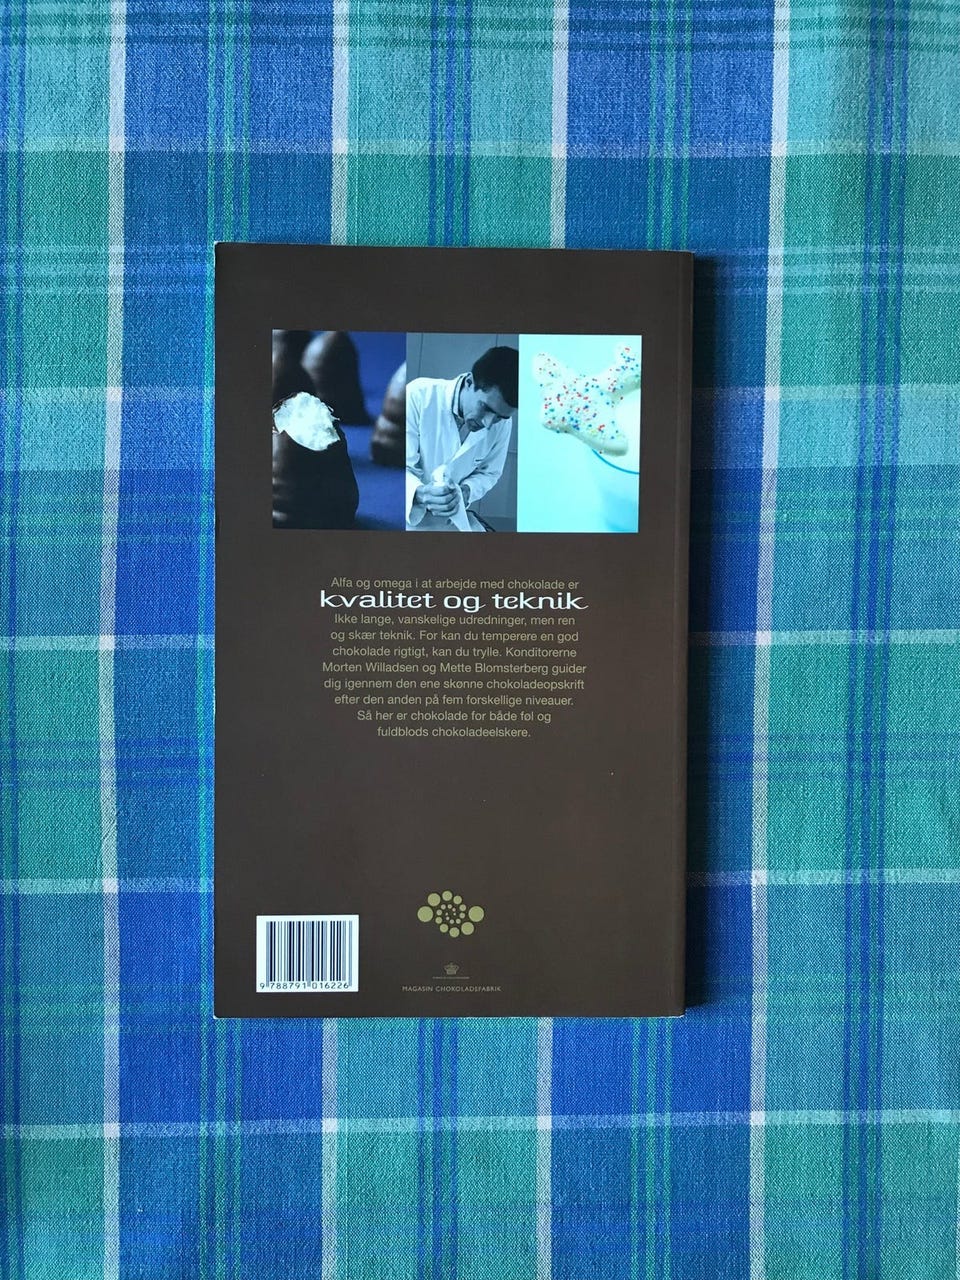 Alfa og omega i at arbejde med chokolade er
kvalitet og teknik
Ikke lange, vanskelige udredninger, men ren
og skær teknik. For kan du temperere en god
chokolade rigtigt, kan du trylle. Konditorerne
Morten Willadsen og Mette Blomsterberg guider
dig igennem den ene skønne chokoladeopskrift
efter den anden på fem forskellige niveauer.
Så her er chokolade for både føl og
fuldblods chokoladeelskere.
9 788791 016226
MAGASIN CHOKOLADSFABRIK